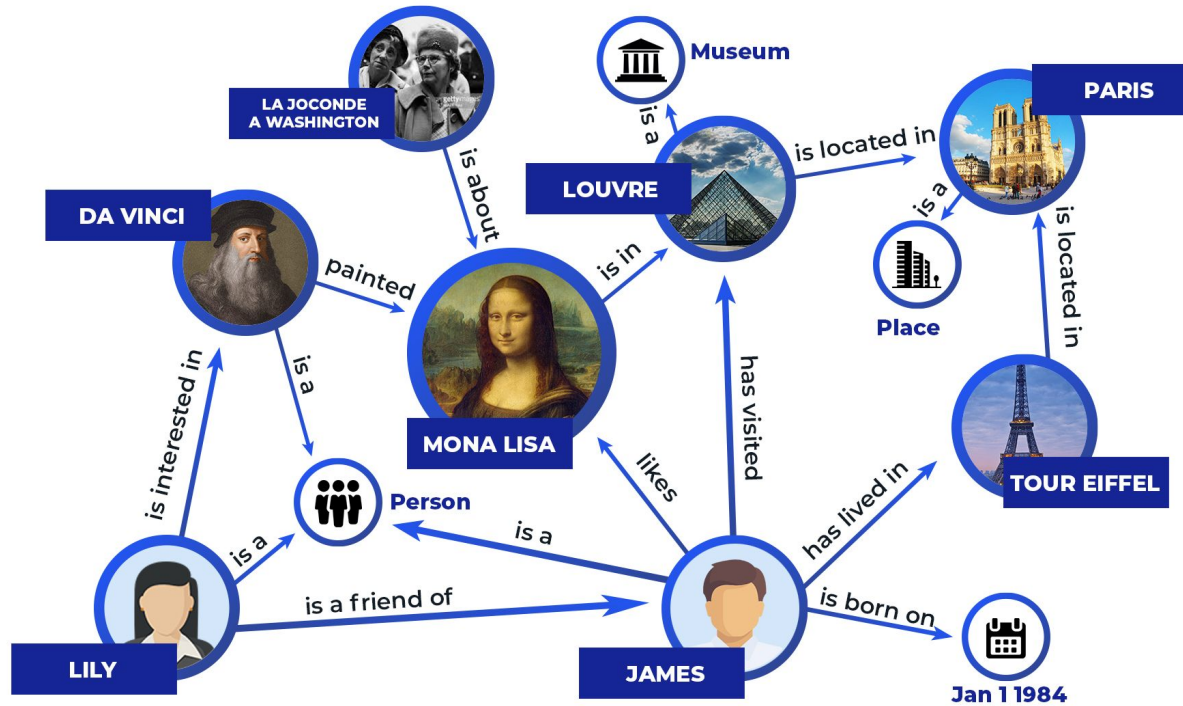 LA JOCONDE
A WASHINGTON
gettyimages
Museum
PARIS
is a
is located in
LOUVRE
is about
DA VINCI
is a
is located in
is in
painted
Place
is a
has visited
MONA LISA
TOUR EIFFEL
is interested in
likes
Person
has lived in
is a
is a
is a friend of
is born on
LILY
JAMES
Jan 1 1984